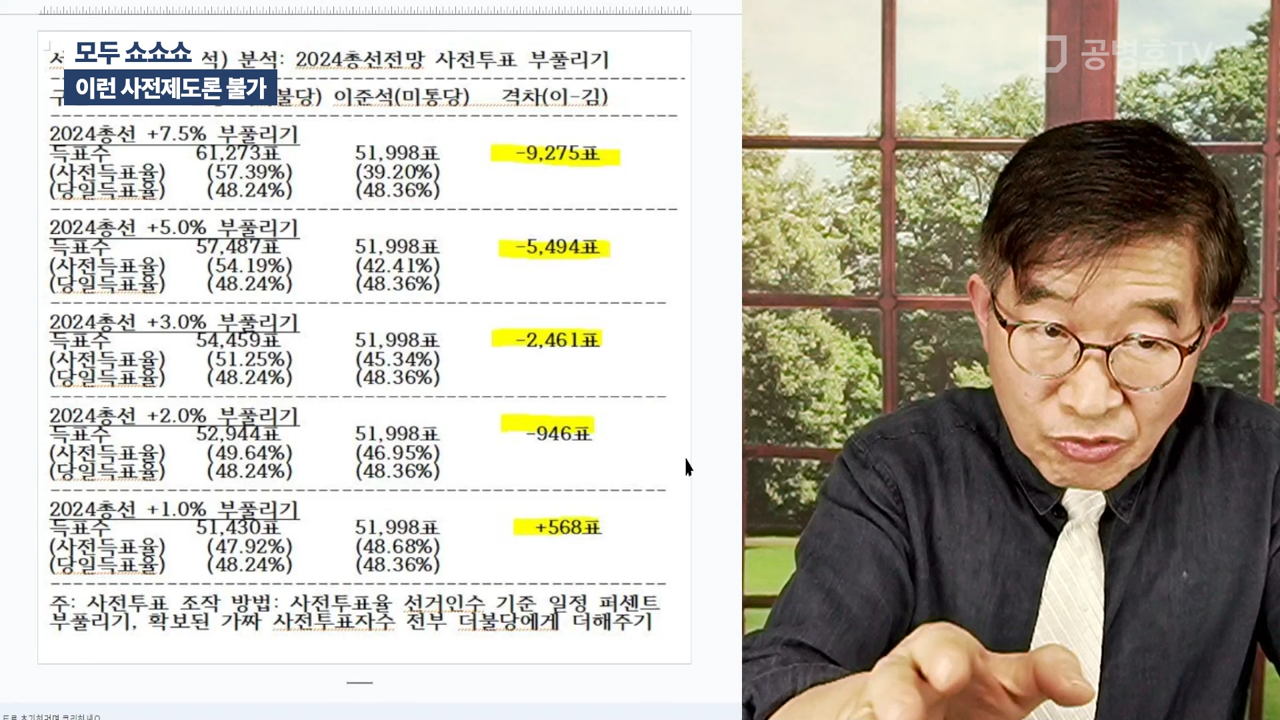 모두 쇼쇼쇼
이런 사전제도론 불가
공병호TV
석) 분석: 2024총선전망 사전투표 부풀리기
불당) 이준석(미통당) 격차(이-김)
2024총선 +7.5% 부풀리기
득표수 61,273표 51,998표 -9,275표
(사전득표율) (57.39%) (39.20%)
(당일득표율) (48.24%) (48.36%)
2024총선 +5.0% 부풀리기
득표수 57,487표 51,998표 -5,494표
(사전득표율) (54.19%) (42.41%)
(당일득표율) (48.24%) (48.36%)
2024총선 +3.0% 부풀리기
득표수 54,459표 51,998표 -2,461표
(사전득표율) (51.25%) (45.34%)
(당일득표율) (48.24%) (48.36%)
2024총선 +2.0% 부풀리기
득표수 52,944표 51,998표 -946표
(사전득표율) (49.64%) (46.95%)
(당일득표율) (48.24%) (48.36%)
2024총선 +1.0% 부풀리기
득표수 51,430표 51,998표 +568표
(사전득표율) (47.92%) (48.68%)
(당일득표율) (48.24%) (48.36%)
주: 사전투표 조작 방법: 사전투표율 선거인수 기준 일정 퍼센트
부풀리기, 확보된 가짜 사전투표자수 전부 더불당에게 더해주기